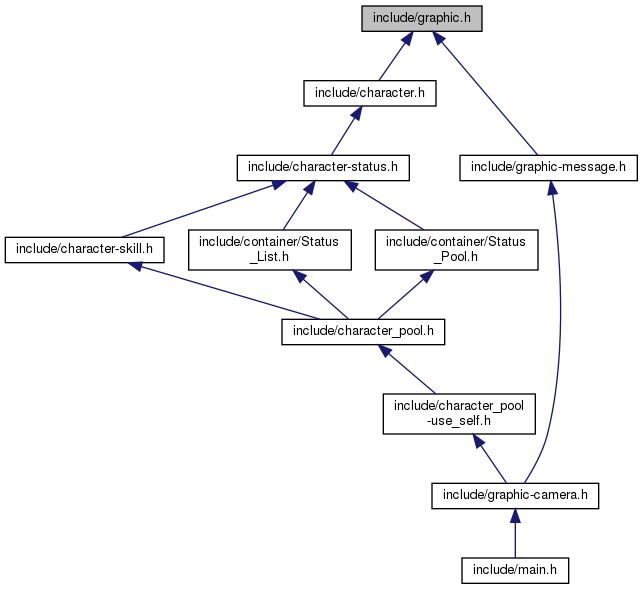 include/graphic.h
include/character.h
include/character-status.h
include/graphic-message.h
include/character-skill.h
include/container/Status
_List.h
include/container/Status
_Pool.h
include/character_pool.h
include/character_pool
-use_self.h
include/graphic-camera.h
include/main.h